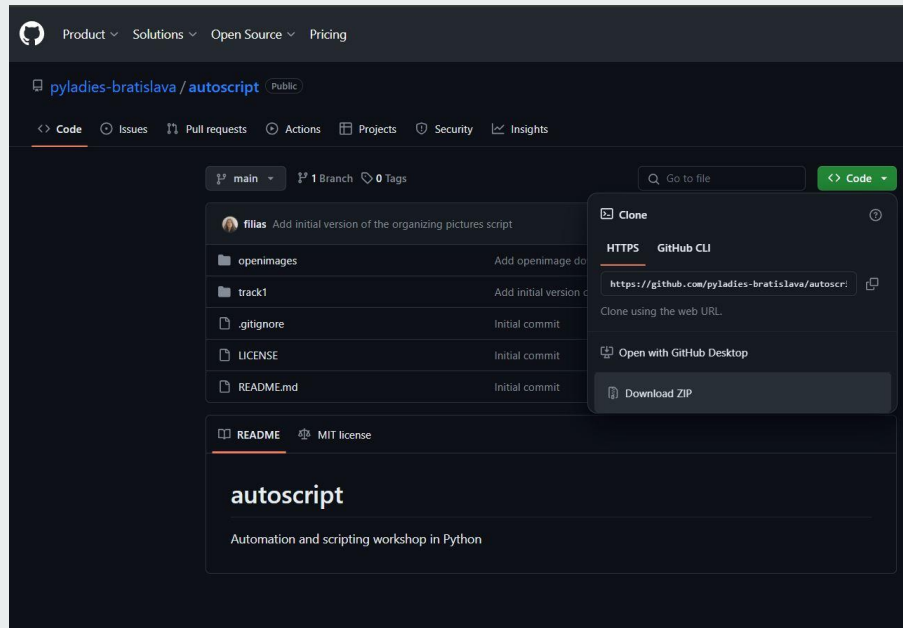 Product Solutions Open Source Pricing
pyladies-bratislava / autoscript Public
Code Issues Pull requests Actions Projects Security Insights
main 1 Branch 0 Tags Go to file Code
filias Add initial version of the organizing pictures script
openimages Add openimage do
track1 Add initial version c
.gitignore Initial commit
LICENSE Initial commit
README.md Initial commit
Clone
HTTPS GitHub CLI
https://github.com/pyladies-bratislava/autoscr
Clone using the web URL.
Open with GitHub Desktop
Download ZIP
README MIT license
autoscript
Automation and scripting workshop in Python